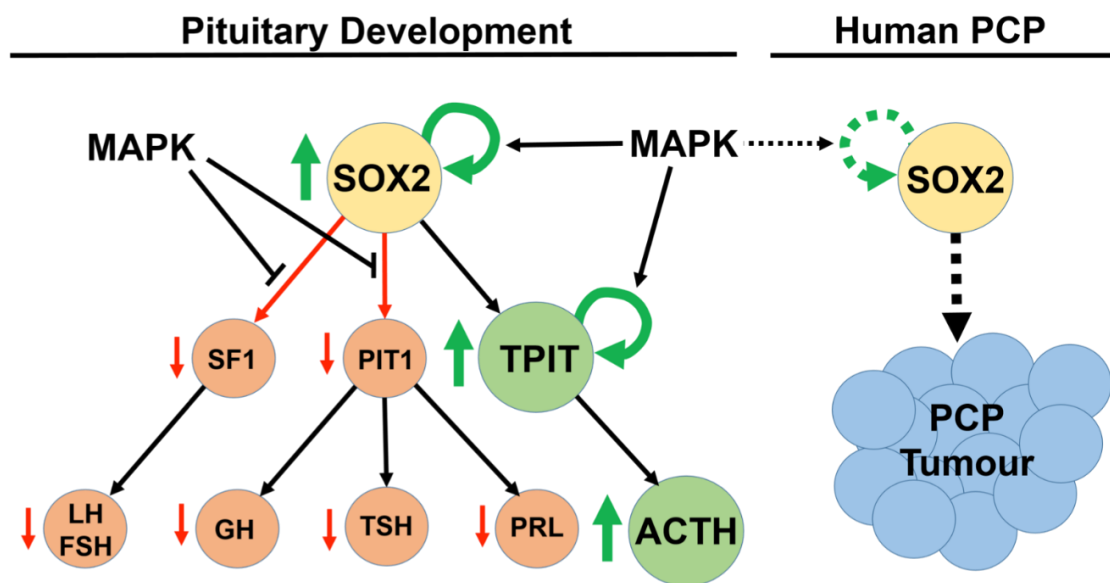 Pituitary Development
Human PCP
MAPK
SOX2
MAPK
SOX2
SF1
PIT1
TPIT
PCP
Tumour
LH
FSH
GH
TSH
PRL
ACTH